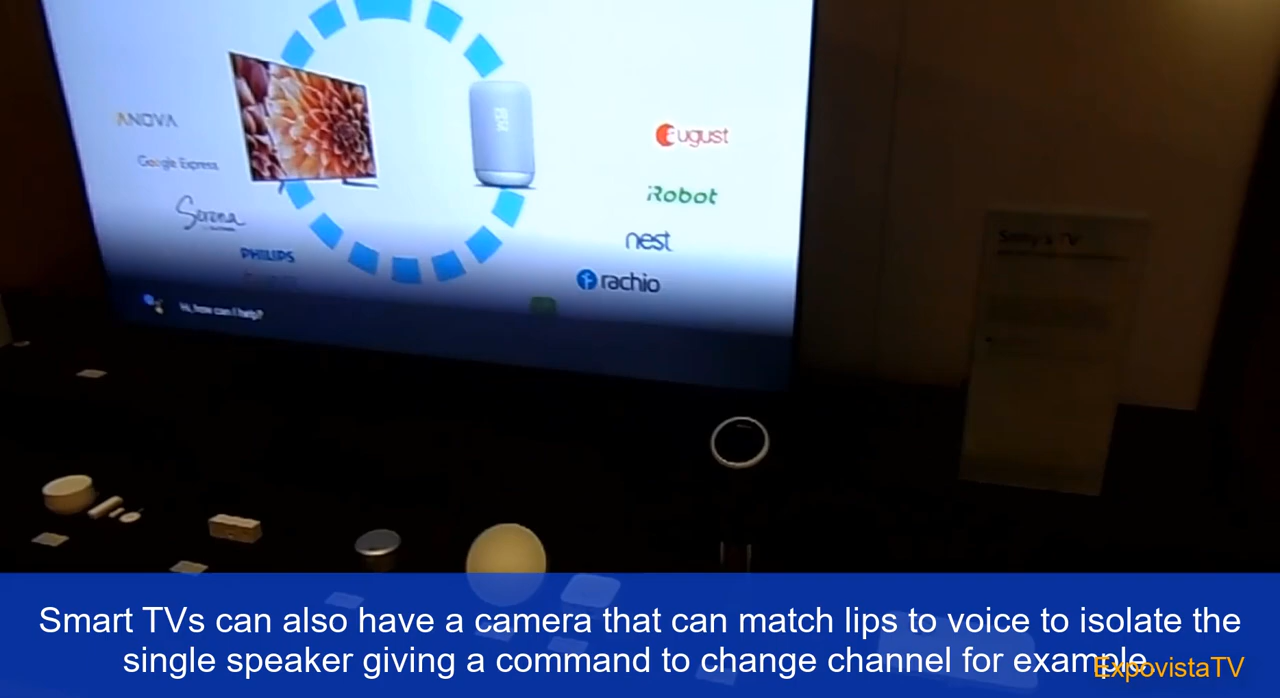 ANOVA
Google Express
Serena
PHILIPS
august
iRobot
nest
rachio
Hi, how can I help?
Sony's TV
Smart TVs can also have a camera that can match lips to voice to isolate the
single speaker giving a command to change channel for example.
ExpovistaTV